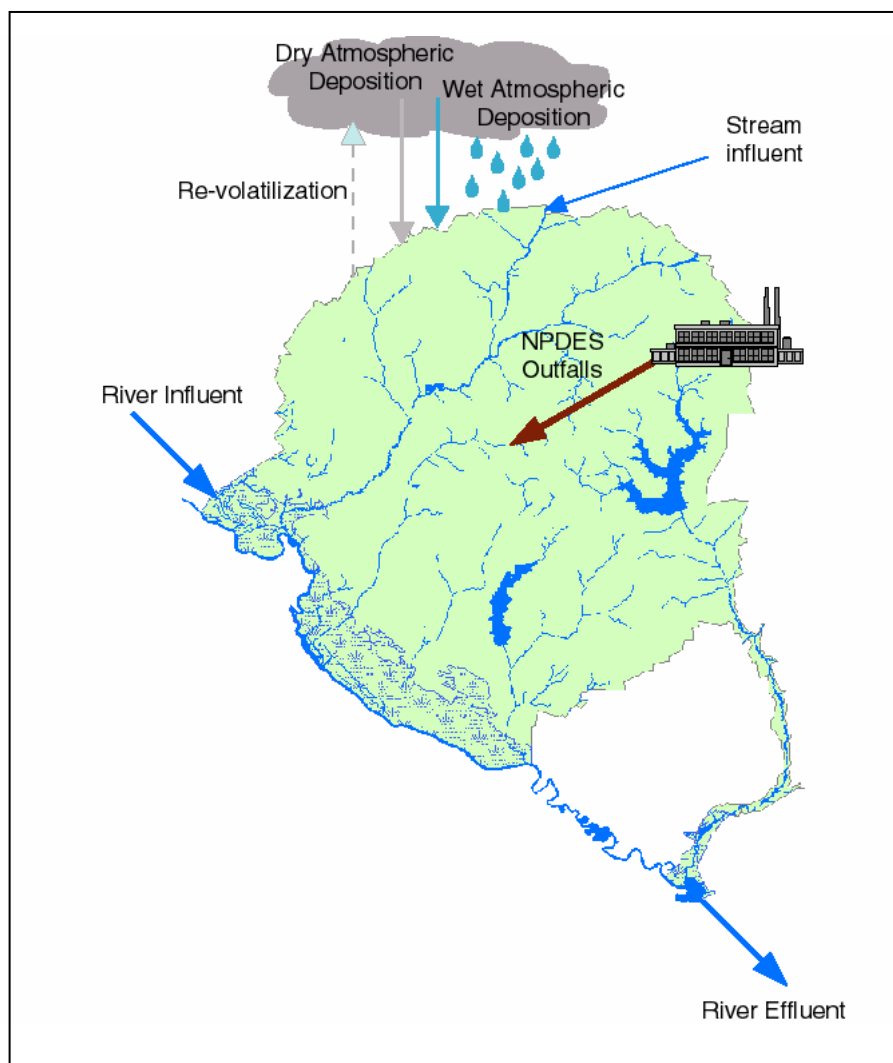 Dry Atmospheric
Deposition
Wet Atmospheric
Deposition
Stream
influent
Re-volatilization
NPDES
Outfalls
River Influent
River Effluent